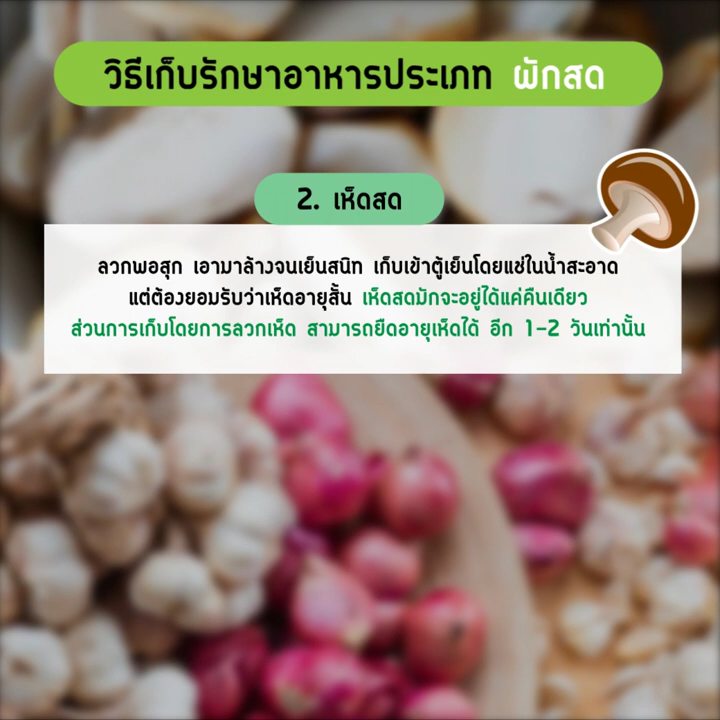 วิธีเก็บรักษาอาหารประเภท ผักสด
2. เห็ดสด
ลวกพอสุก เอามาล้างจนเย็นสนิท เก็บเข้าตู้เย็นโดยแช่ในน้ำสะอาด
แต่ต้องยอมรับว่าเห็ดอายุสั้น เห็ดสดมักจะอยู่ได้แค่คืนเดียว
ส่วนการเก็บโดยการลวกเห็ด สามารถยืดอายุเห็ดได้ อีก 1-2 วันเท่านั้น